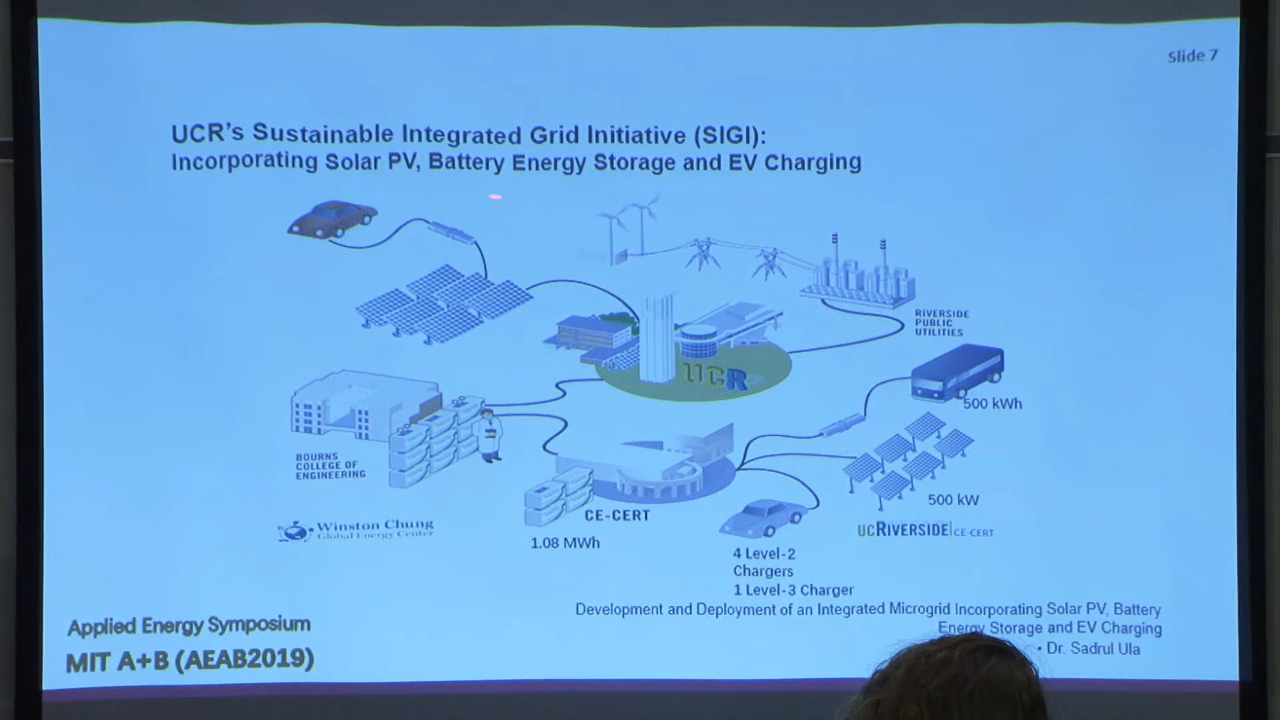 Slide 7
UCR's Sustainable Integrated Grid Initiative (SIGI):
Incorporating Solar PV, Battery Energy Storage and EV Charging
RIVERSIDE
PUBLIC
UTILITIES
UCR
500 kWh
BOURNS
COLLEGE OF
ENGINEERING
500 kW
CE-CERT
UCRIVERSIDE|CE-CERT
Winston Chung
Global Energy Center
1.08 MWh
4 Level-2
Chargers
1 Level-3 Charger
Development and Deployment of an Integrated Microgrid Incorporating Solar PV, Battery
Energy Storage and EV Charging
• Dr. Sadrul Ula
Applied Energy Symposium
MIT A+B (AEAB2019)